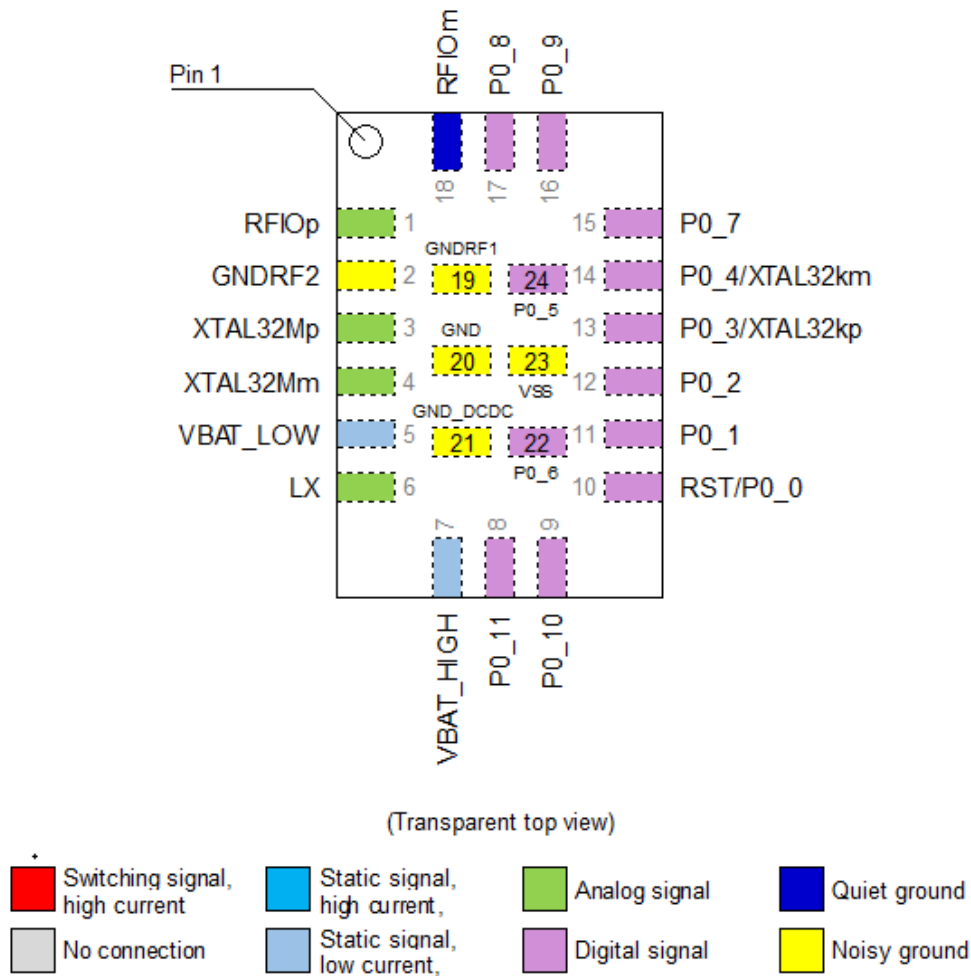 Pin 1
RFIOm
P0_8
P0_9
18
17
16
RFIOp
1
15
P0_7
GNDRF1
GNDRF2
2
19
24
14
P0_4/XTAL32km
P0_5
XTAL32Mp
3
GND
13
P0_3/XTAL32kp
20
23
XTAL32Mm
4
VSS
12
P0_2
GND_DCDC
VBAT_LOW
5
21
22
11
P0_1
P0_6
LX
6
10
RST/P0_0
7
8
9
VBAT_HIGH
P0_11
P0_10
(Transparent top view)
Switching signal,
high current
Static signal,
high current,
Analog signal
Quiet ground
No connection
Static signal,
low current,
Digital signal
Noisy ground